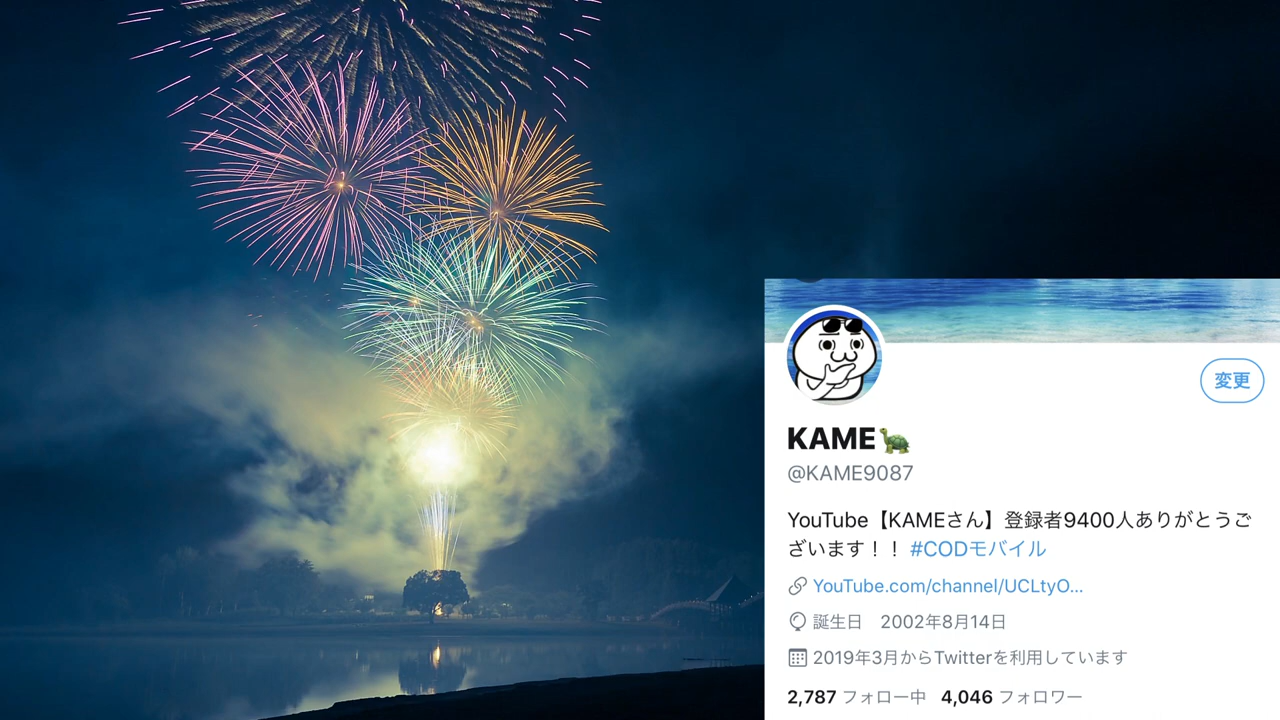 変更
KAME🐢
@KAME9087
YouTube【KAMEさん】登録者9400人ありがとうご
ざいます！！ #CODモバイル
YouTube.com/channel/UCLtyO...
誕生日 2002年8月14日
2019年3月からTwitterを利用しています
2,787 フォロー中 4,046 フォロワー